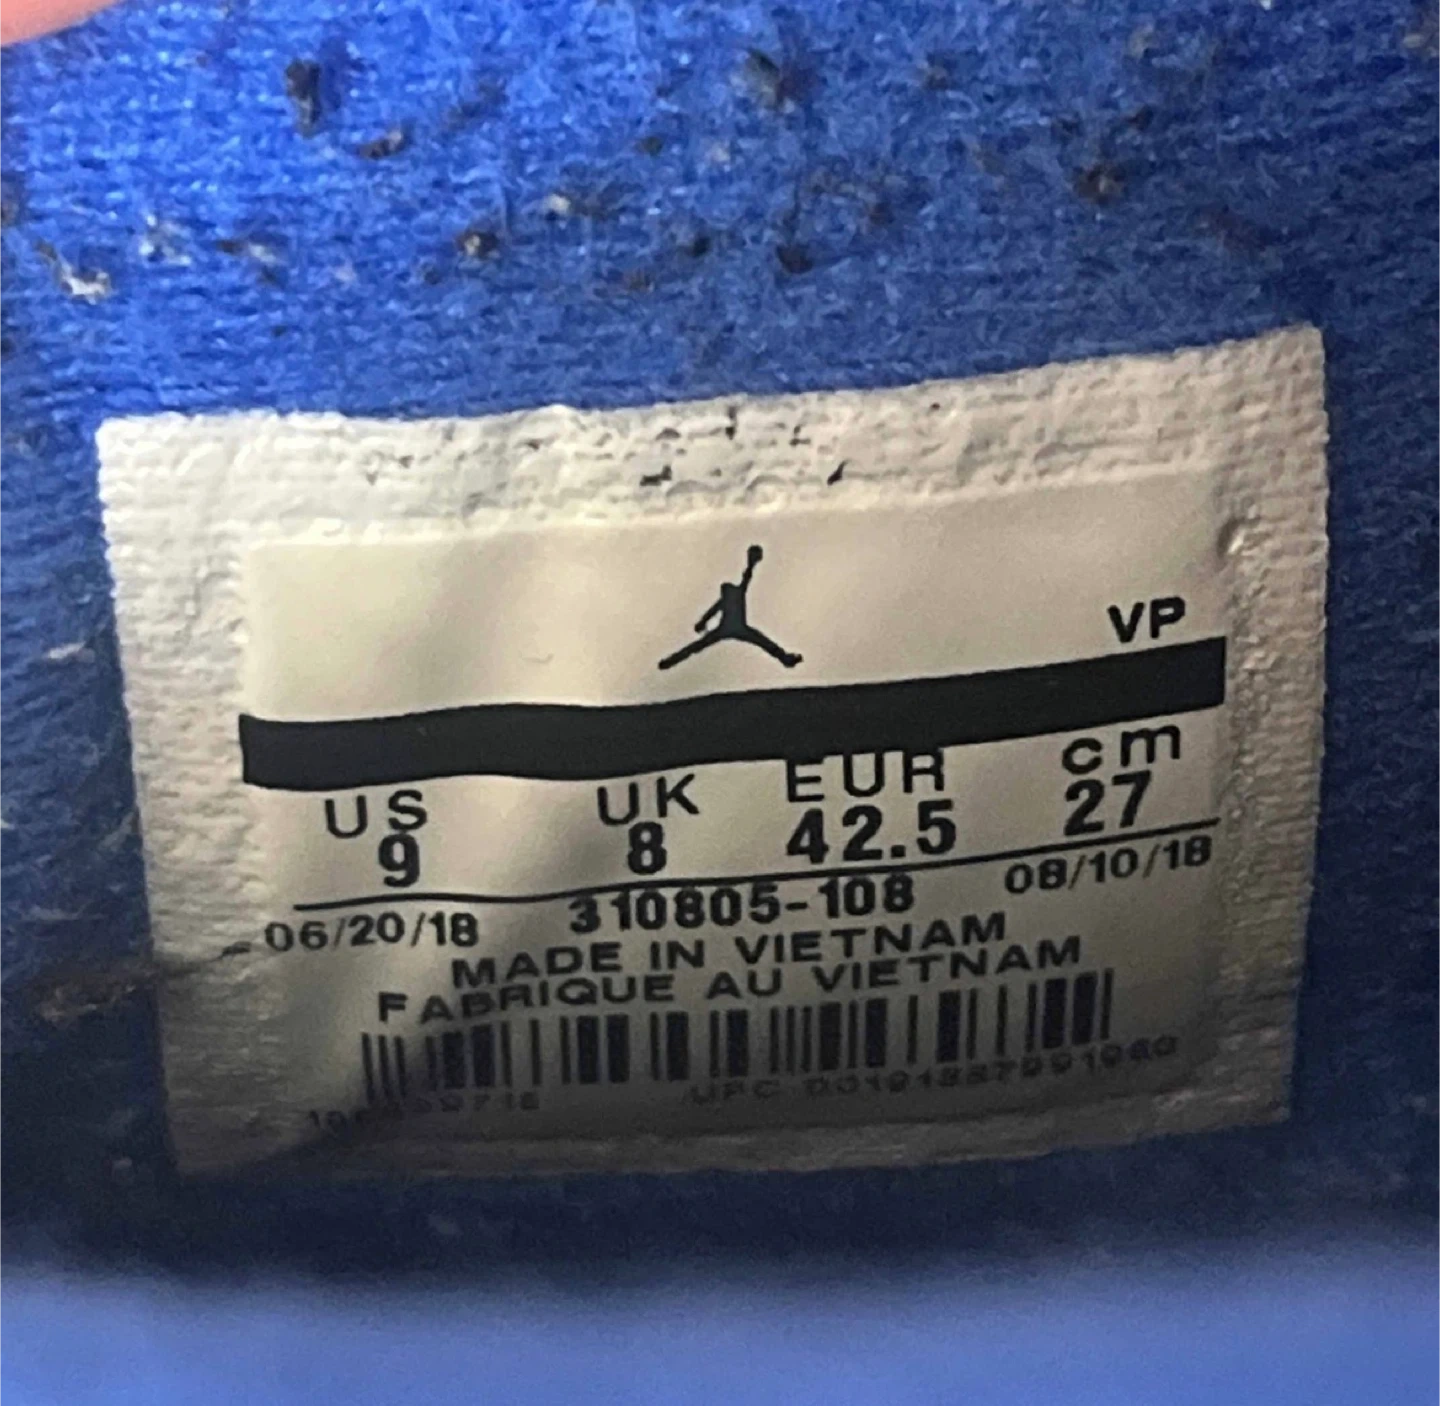 VP
US UK EUR cm
9 8 42.5 27
06/20/18 310805-108 08/10/18
MADE IN VIETNAM
FABRIQUE AU VIETNAM
UPC